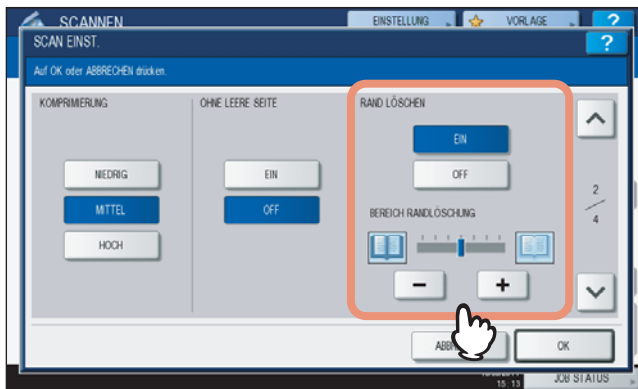 SCANNEN
EINSTELLUNG
VORLAGE
?
SCAN EINST.
?
Auf OK oder ABBRECHEN drücken.
KOMPRIMIERUNG
NIEDRIG
MITTEL
HOCH
OHNE LEERE SEITE
EIN
OFF
RAND LÖSCHEN
EIN
OFF
BEREICH RANDLÖSCHUNG
- +
2
4
OK
15:13
JOB STATUS